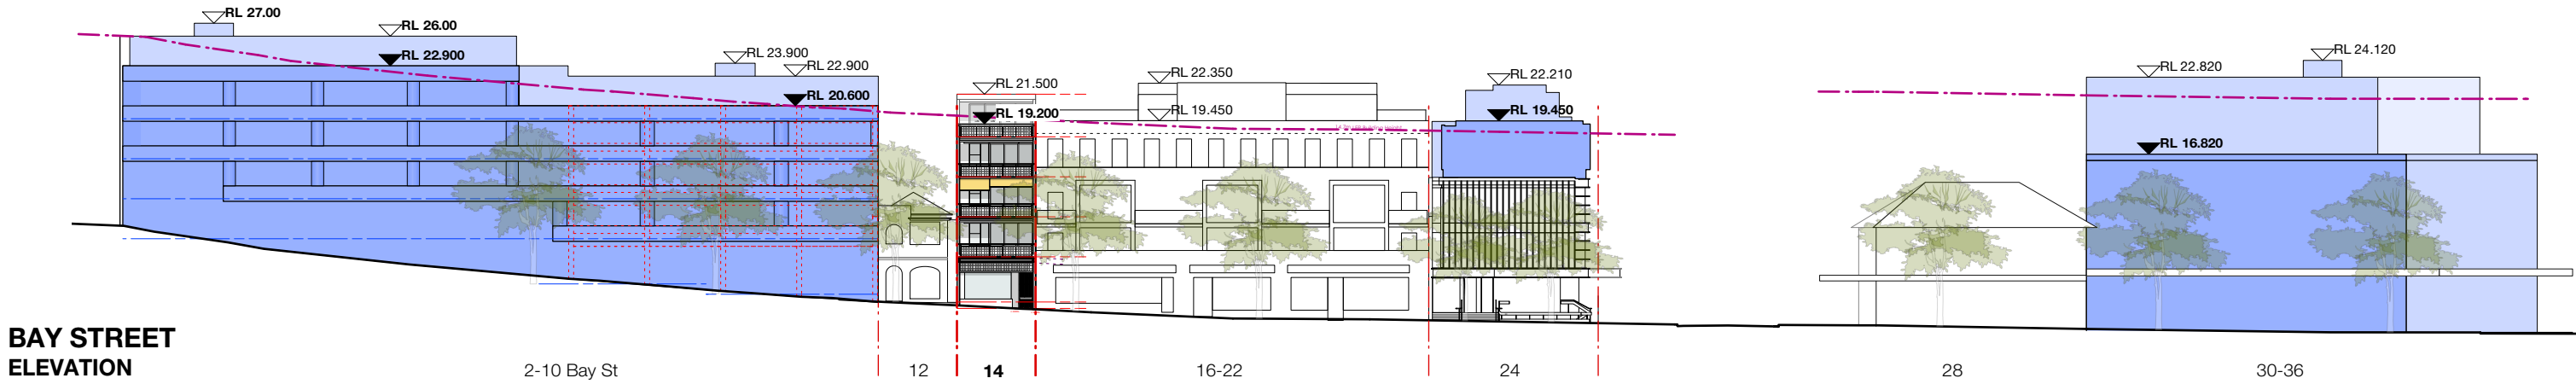 RL 27.00
RL 26.00
RL 22.900
RL 23.900
RL 22.900
RL 20.600
RL 21.500
RL 19.200
RL 22.350
RL 19.450
RL 22.210
RL 19.450
RL 22.820
RL 24.120
RL 16.820
BAY STREET
ELEVATION
2-10 Bay St
12
14
16-22
24
28
30-36